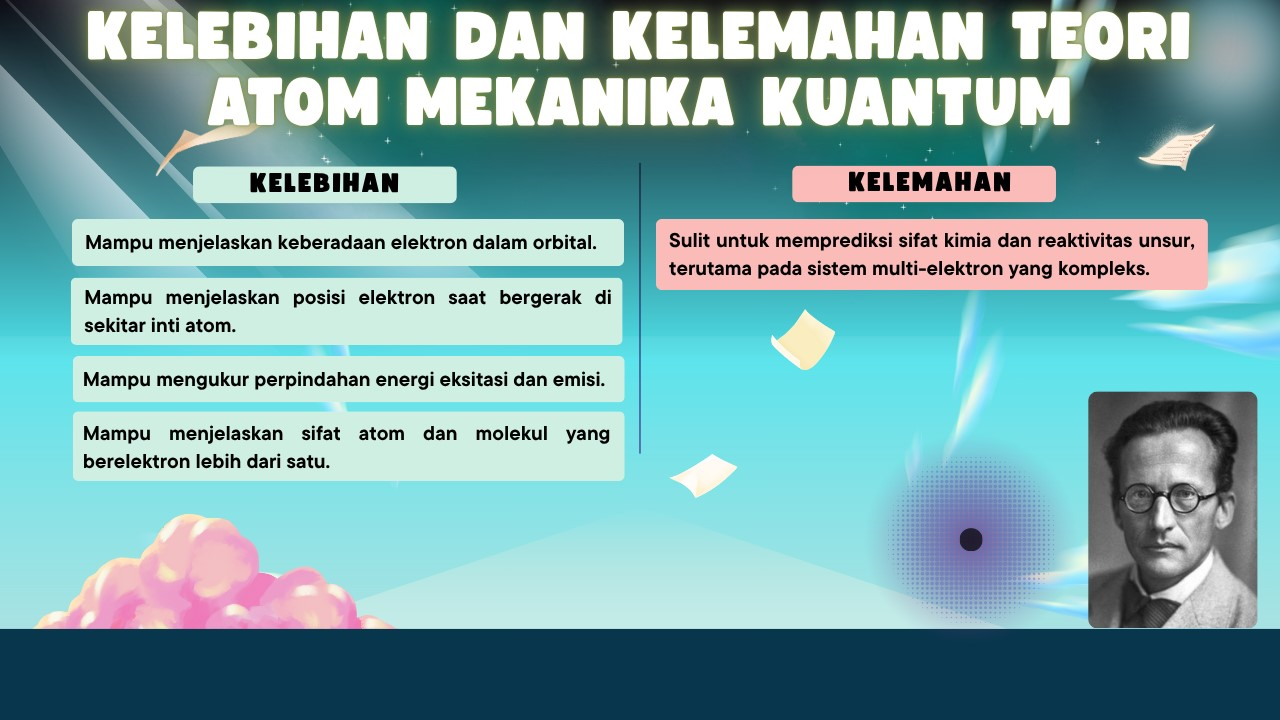 KELEBIHAN DAN KELEMAHAN TEORI
ATOM MEKANIKA KUANTUM
KELEBIHAN
Mampu menjelaskan keberadaan elektron dalam orbital.
Mampu menjelaskan posisi elektron saat bergerak di
sekitar inti atom.
Mampu mengukur perpindahan energi eksitasi dan emisi.
Mampu menjelaskan sifat atom dan molekul yang
berelektron lebih dari satu.
KELEMAHAN
Sulit untuk memprediksi sifat kimia dan reaktivitas unsur,
terutama pada sistem multi-elektron yang kompleks.